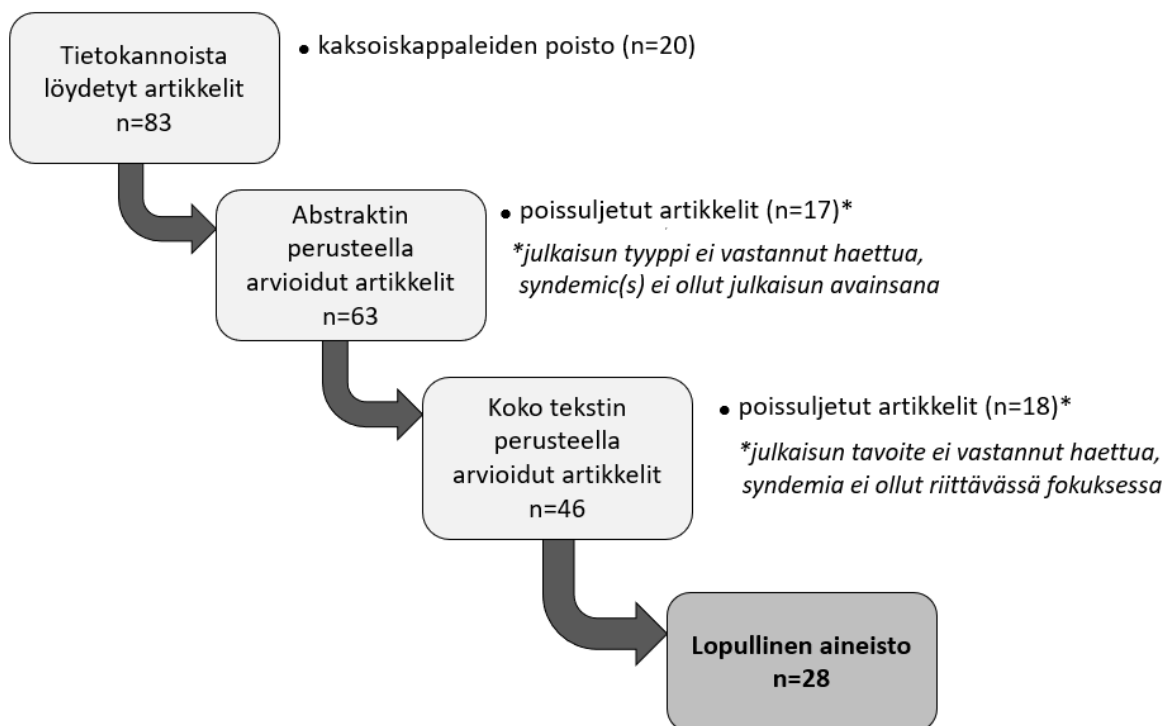 Tietokannoista
löydetyt artikkelit
n=83
• kaksoiskappaleiden poisto (n=20)
Abstraktin
perusteella
arvioidut artikkelit
n=63
• poissuljetut artikkelit (n=17)*
*julkaisun tyyppi ei vastannut haettua,
syndemic(s) ei ollut julkaisun avainsana
Koko tekstin
perusteella
arvioidut artikkelit
n=46
• poissuljetut artikkelit (n=18)*
*julkaisun tavoite ei vastannut haettua,
syndemia ei ollut riittävässä fokuksessa
Lopullinen aineisto
n=28